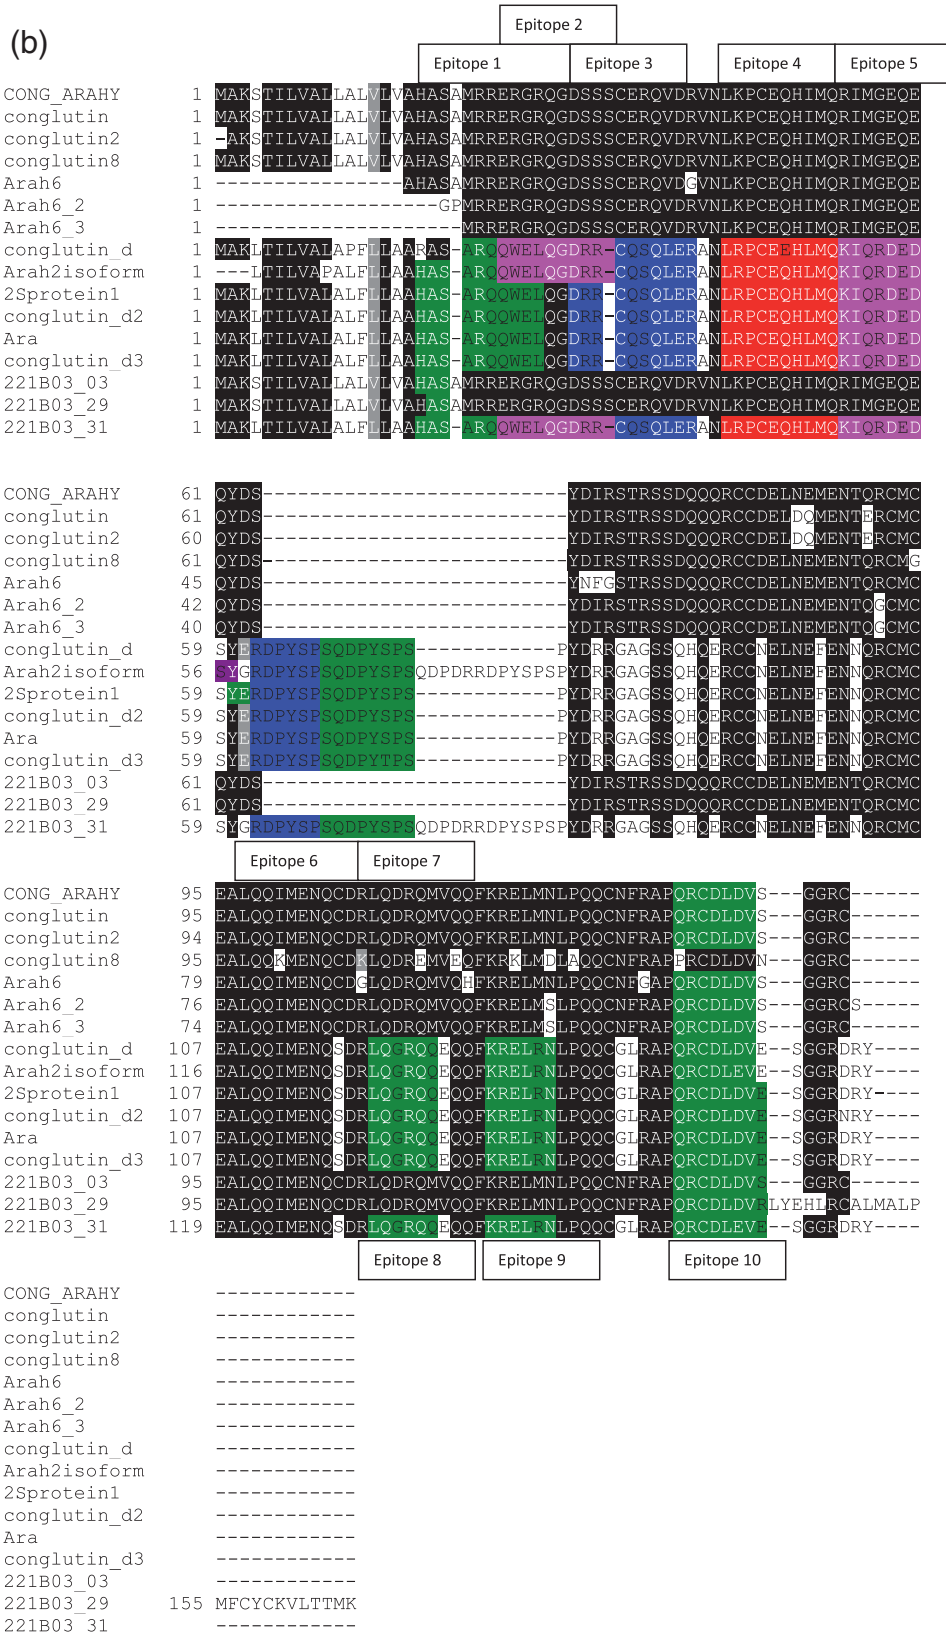 (b)
Epitope 2
Epitope 1 Epitope 3 Epitope 4 Epitope 5
CONG_ARAHY 1 MAKSTILVALLALVLVAHASAMRRERGRQGDSSSCERQVDRVNLKPCEQHIMQRIMGEQE
conglutin 1 MAKSTILVALLALVLVAHASAMRRERGRQGDSSSCERQVDRVNLKPCEQHIMQRIMGEQE
conglutin2 1 -AKSTILVALLALVLVAHASAMRRERGRQGDSSSCERQVDRVNLKPCEQHIMQRIMGEQE
conglutin8 1 MAKSTILVALLALVLVAHASAMRRERGRQGDSSSCERQVDRVNLKPCEQHIMQRIMGEQE
Arah6 1 ----------------AHASAMRRERGRQGDSSSCERQVDGVNLKPCEQHIMQRIMGEQE
Arah6_2 1 -------------------GPMRRERGRQGDSSSCERQVDRVNLKPCEQHIMQRIMGEQE
Arah6_3 1 ---------------------MRRERGRQGDSSSCERQVDRVNLKPCEQHIMQRIMGEQE
conglutin_d 1 MAKLTILVALAPFLLAARAS-ARQQWELQGDRR-CQSQLERANLRPCEEHLMQKIQRDED
Arah2isoform 1 ---LTILVAPALFLLAAHAS-ARQQWELQGDRR-CQSQLERANLRPCEQHLMQKIQRDED
2Sprotein1 1 MAKLTILVALALFLLAAHAS-ARQQWELQGDRR-CQSQLERANLRPCEQHLMQKIQRDED
conglutin_d2 1 MAKLTILVALALFLLAAHAS-ARQQWELQGDRR-CQSQLERANLRPCEQHLMQKIQRDED
Ara 1 MAKLTILVALALFLLAAHAS-ARQQWELQGDRR-CQSQLERANLRPCEQHLMQKIQRDED
conglutin_d3 1 MAKLTILVALALFLLAAHAS-ARQQWELQGDRR-CQSQLERANLRPCEQHLMQKIQRDED
221B03_03 1 MAKSTILVALLALVLVAHASAMRRERGRQGDSSSCERQVDRVNLKPCEQHIMQRIMGEQE
221B03_29 1 MAKSTILVALLALVLVAHASAMRRERGRQGDSSSCERQVDRVNLKPCEQHIMQRIMGEQE
221B03_31 1 MAKLTILVALALFLLAAHAS-ARQQWELQGDRR-CQSQLERANLRPCEQHLMQKIQRDED
CONG_ARAHY 61 QYDS--------------------------YDIRSTRSSDQQQRCCDELNEMENTQRCMC
conglutin 61 QYDS--------------------------YDIRSTRSSDQQQRCCDELDQMENTERCMC
conglutin2 60 QYDS--------------------------YDIRSTRSSDQQQRCCDELDQMENTERCMC
conglutin8 61 QYDS--------------------------YDIRSTRSSDQQQRCCDELNEMENTQRCMG
Arah6 45 QYDS--------------------------YNFGSTRSSDQQQRCCDELNEMENTQRCMC
Arah6_2 42 QYDS--------------------------YDIRSTRSSDQQQRCCDELNEMENTQGCMC
Arah6_3 40 QYDS--------------------------YDIRSTRSSDQQQRCCDELNEMENTQGCMC
conglutin_d 59 SYERDPYSPSQDPYSPS------------PYDRRGAGSSQHQERCCNELNEFENNQRCMC
Arah2isoform 56 SYGRDPYSPSQDPYSPSQDPDRRDPYSPSPYDRRGAGSSQHQERCCNELNEFENNQRCMC
2Sprotein1 59 SYERDPYSPSQDPYSPS------------PYDRRGAGSSQHQERCCNELNEFENNQRCMC
conglutin_d2 59 SYERDPYSPSQDPYSPS------------PYDRRGAGSSQHQERCCNELNEFENNQRCMC
Ara 59 SYERDPYSPSQDPYSPS------------PYDRRGAGSSQHQERCCNELNEFENNQRCMC
conglutin_d3 59 SYERDPYSPSQDPYTPS------------PYDRRGAGSSQHQERCCNELNEFENNQRCMC
221B03_03 61 QYDS--------------------------YDIRSTRSSDQQQRCCDELNEMENTQRCMC
221B03_29 61 QYDS--------------------------YDIRSTRSSDQQQRCCDELNEMENTQRCMC
221B03_31 59 SYGRDPYSPSQDPYSPSQDPDRRDPYSPSPYDRRGAGSSQHQERCCNELNEFENNQRCMC
Epitope 6 Epitope 7
CONG_ARAHY 95 EALQQIMENQCDRLQDRQMVQQFKRELMNLPQQCNFRAPQRCDLDVS---GGRC------
conglutin 95 EALQQIMENQCDRLQDRQMVQQFKRELMNLPQQCNFRAPQRCDLDVS---GGRC------
conglutin2 94 EALQQIMENQCDRLQDRQMVQQFKRELMNLPQQCNFRAPQRCDLDVS---GGRC------
conglutin8 95 EALQQKMENQCDKLQDREMVEQFKRKLMDLAQQCNFRAPPRCDLDVN---GGRC------
Arah6 79 EALQQIMENQCDGLQDRQMVQHFKRELMNLPQQCNFGAPQRCDLDVS---GGRC------
Arah6_2 76 EALQQIMENQCDRLQDRQMVQQFKRELMSLPQQCNFRAPQRCDLDVS---GGRCS-----
Arah6_3 74 EALQQIMENQCDRLQDRQMVQQFKRELMSLPQQCNFRAPQRCDLDVS---GGRC------
conglutin_d 107 EALQQIMENQSDRLQGRQQEQQFKRELRNLPQQCGLRAPQRCDLDVE--SGGRDRY----
Arah2isoform 116 EALQQIMENQSDRLQGRQQEQQFKRELRNLPQQCGLRAPQRCDLEVE--SGGRDRY----
2Sprotein1 107 EALQQIMENQSDRLQGRQQEQQFKRELRNLPQQCGLRAPQRCDLDVE--SGGRDRY----
conglutin_d2 107 EALQQIMENQSDRLQGRQQEQQFKRELRNLPQQCGLRAPQRCDLDVE--SGGRNRY----
Ara 107 EALQQIMENQSDRLQGRQQEQQFKRELRNLPQQCGLRAPQRCDLDVE--SGGRDRY----
conglutin_d3 107 EALQQIMENQSDRLQGRQQEQQFKRELRNLPQQCGLRAPQRCDLDVE--SGGRDRY----
221B03_03 95 EALQQIMENQCDRLQDRQMVQQFKRELMNLPQQCNFRAPQRCDLDVS---GGRC------
221B03_29 95 EALQQIMENQCDRLQDRQMVQQFKRELMNLPQQCNFRAPQRCDLDVRLYEHLRCALMALP
221B03_31 119 EALQQIMENQSDRLQGRQQEQQFKRELRNLPQQCGLRAPQRCDLEVE--SGGRDRY----
Epitope 8 Epitope 9 Epitope 10
CONG_ARAHY ------------
conglutin ------------
conglutin2 ------------
conglutin8 ------------
Arah6 ------------
Arah6_2 ------------
Arah6_3 ------------
conglutin_d ------------
Arah2isoform ------------
2Sprotein1 ------------
conglutin_d2 ------------
Ara ------------
conglutin_d3 ------------
221B03_03 ------------
221B03_29 155 MFCYCKVLTTMK
221B03_31 ------------